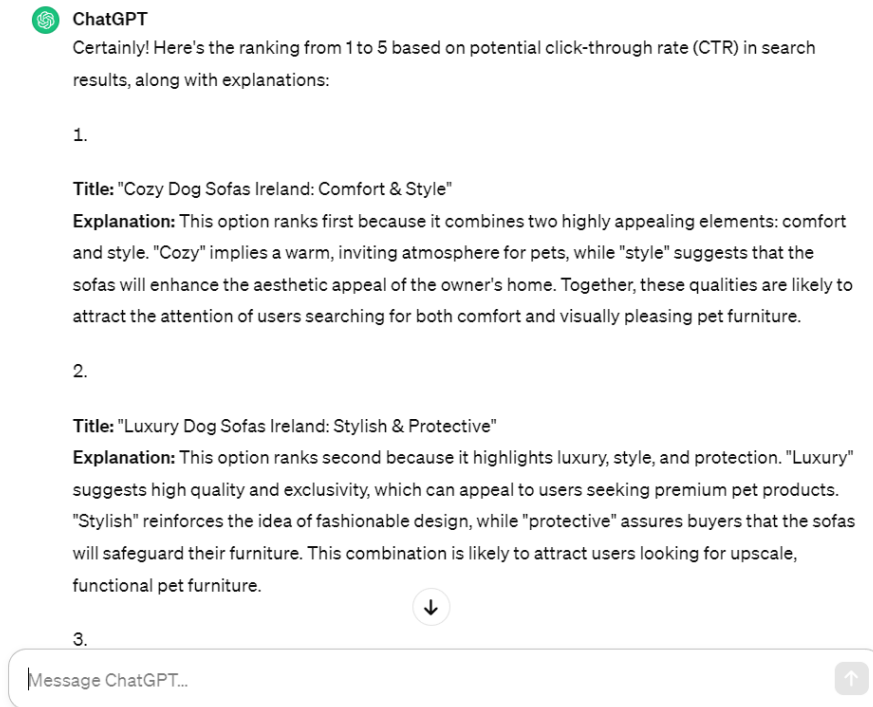 ChatGPT
Certainly! Here's the ranking from 1 to 5 based on potential click-through rate (CTR) in search
results, along with explanations:
1.
Title: "Cozy Dog Sofas Ireland: Comfort & Style"
Explanation: This option ranks first because it combines two highly appealing elements: comfort
and style. "Cozy" implies a warm, inviting atmosphere for pets, while "style" suggests that the
sofas will enhance the aesthetic appeal of the owner's home. Together, these qualities are likely to
attract the attention of users searching for both comfort and visually pleasing pet furniture.
2.
Title: "Luxury Dog Sofas Ireland: Stylish & Protective"
Explanation: This option ranks second because it highlights luxury, style, and protection. "Luxury"
suggests high quality and exclusivity, which can appeal to users seeking premium pet products.
"Stylish" reinforces the idea of fashionable design, while "protective" assures buyers that the sofas
will safeguard their furniture. This combination is likely to attract users looking for upscale,
functional pet furniture.
3.
Message ChatGPT...